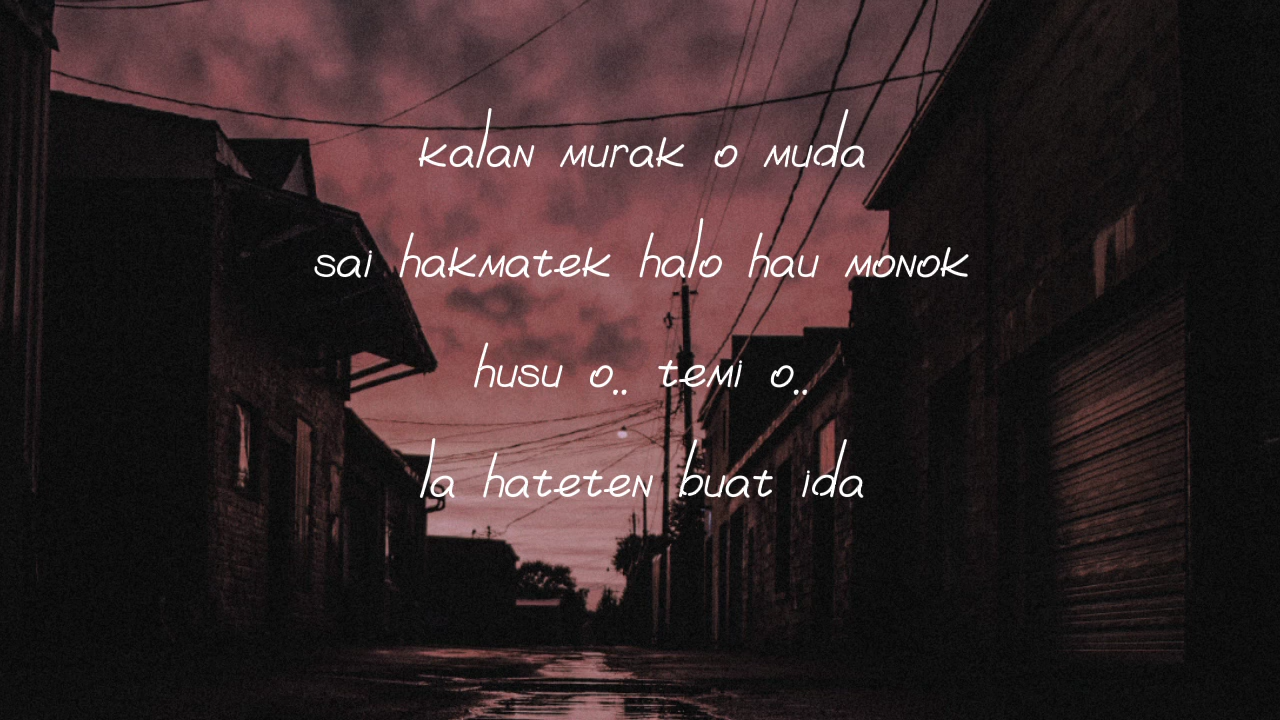 kalan murak o muda
sai hakmatek halo hau monok
husu o.. temi o..
la hateten buat ida